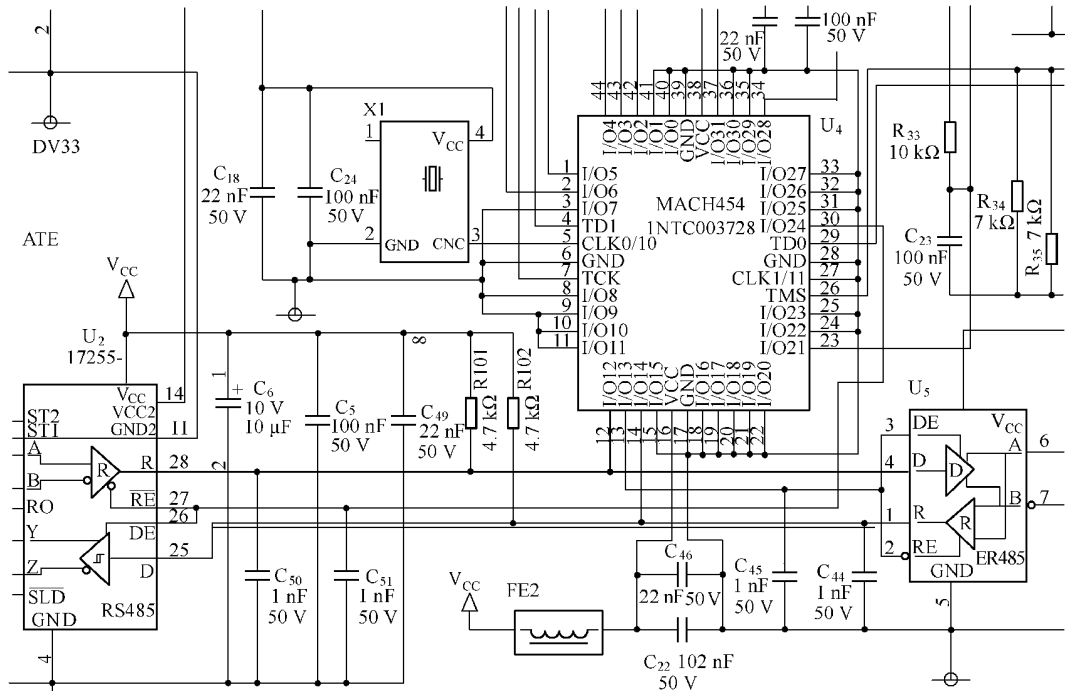 2
DV33
ATE
C18
22 nF
50 V
C24
100 nF
50 V
X1
1
VCC
4
2
GND
CNC
3
22 nF
50 V
100 nF
50 V
44
43
42
41
40
39
38
37
36
35
34
I/O4
I/O3
I/O2
I/O1
I/O0
GND
VCC
I/O31
I/O30
I/O29
I/O28
U4
MACH454
1NTC003728
1
I/O5
2
I/O6
3
I/O7
4
TD1
5
CLK0/10
6
GND
7
TCK
8
I/O8
9
I/O9
10
I/O10
11
I/O11
I/O27
33
I/O26
32
I/O25
31
I/O24
30
TD0
29
GND
28
CLK1/11
27
TMS
26
I/O23
25
I/O22
24
I/O21
23
I/O12
I/O13
I/O14
I/O15
VCC
GND
I/O16
I/O17
I/O18
I/O19
I/O20
12
13
14
15
16
17
18
19
20
21
22
R33
10 kΩ
R34
7 kΩ
R35 7 kΩ
C23
100 nF
50 V
VCC
U2
17255-
VCC
VCC2
14
GND2
11
ST2
ST1
A
B
RO
Y
Z
SLD
GND
4
R
R
28
RE
27
26
DE
25
D
RS485
1
+
C6
10 V
10 μF
2
C5
100 nF
50 V
8
C49
22 nF
50 V
R101
4.7 kΩ
R102
4.7 kΩ
C50
1 nF
50 V
C51
1 nF
50 V
VCC
FE2
C46
22 nF
50 V
C22 102 nF
50 V
C45
1 nF
50 V
C44
1 nF
50 V
U5
VCC
3
DE
4
D
D
A
6
B
7
1
R
R
2
RE
ER485
GND
5